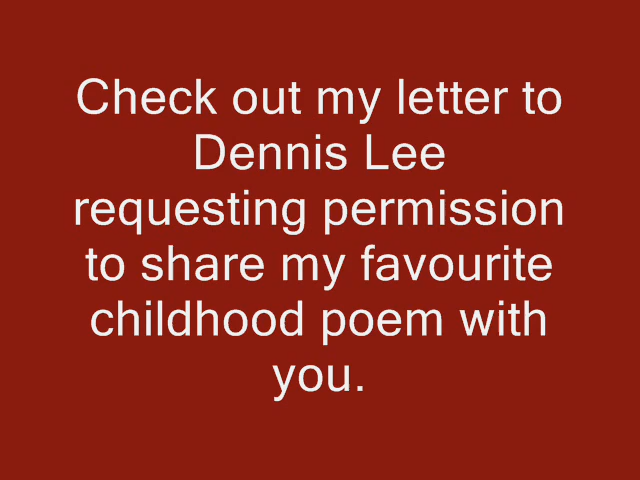 Check out my letter to
Dennis Lee
requesting permission
to share my favourite
childhood poem with
you.